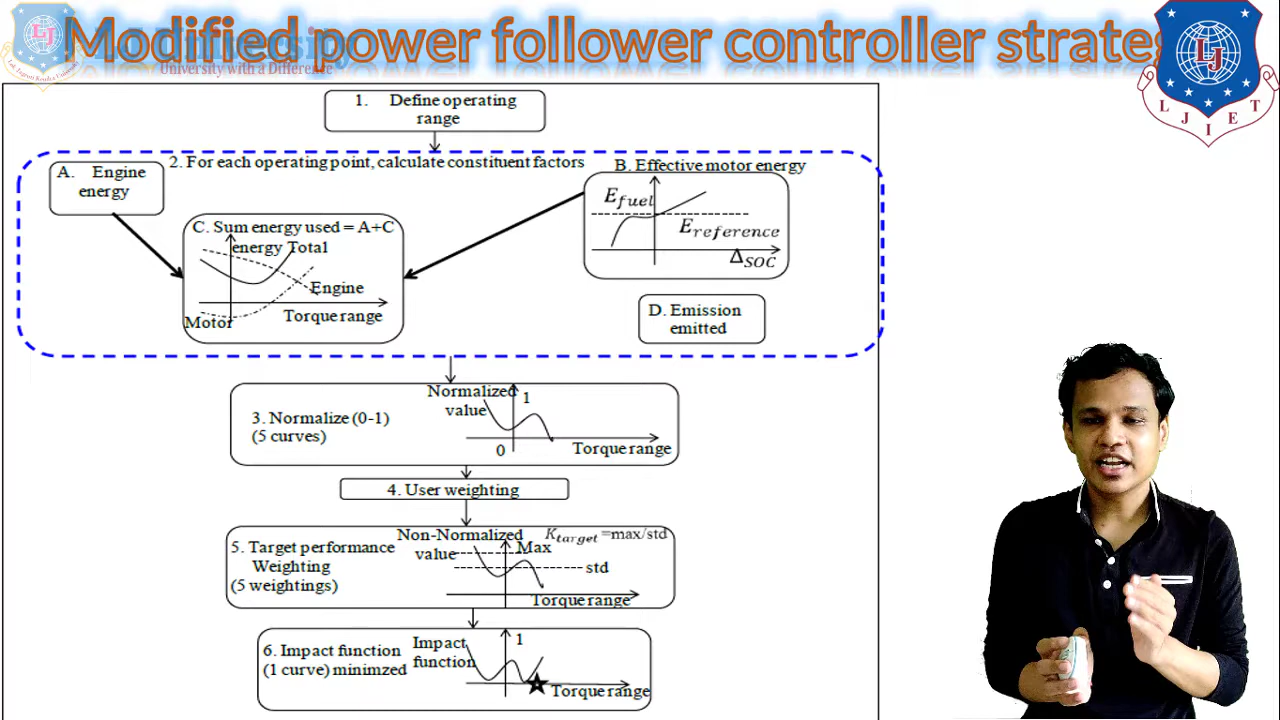 Modified power follower controller strateg
University
University with a Difference
LJ
LJ
L J I E T
1. Define operating
range
2. For each operating point, calculate constituent factors
A. Engine
energy
B. Effective motor energy
E_fuel
E_reference
Δ_SOC
C. Sum energy used = A+C
energy Total
Engine
Motor
Torque range
D. Emission
emitted
3. Normalize (0-1)
(5 curves)
Normalized
value
1
0
Torque range
4. User weighting
5. Target performance
Weighting
(5 weightings)
Non-Normalized
value
K_target =max/std
Max
std
Torque range
6. Impact function
(1 curve) minimzed
Impact
function
1
Torque range